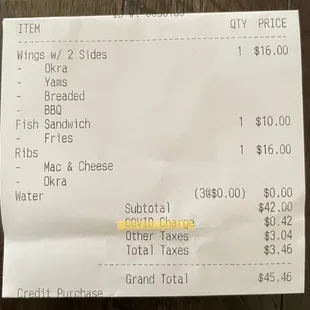 ITEM QTY PRICE
Wings w/ 2 Sides 1 $16.00
- Okra
- Yams
- Breaded
- BBQ
Fish Sandwich 1 $10.00
- Fries
Ribs 1 $16.00
- Mac & Cheese
- Okra
Water (3@$0.00) $0.00
Subtotal $42.00
COVID Charge $0.42
Other Taxes $3.04
Total Taxes $3.46
Grand Total $45.46
Credit Purchase